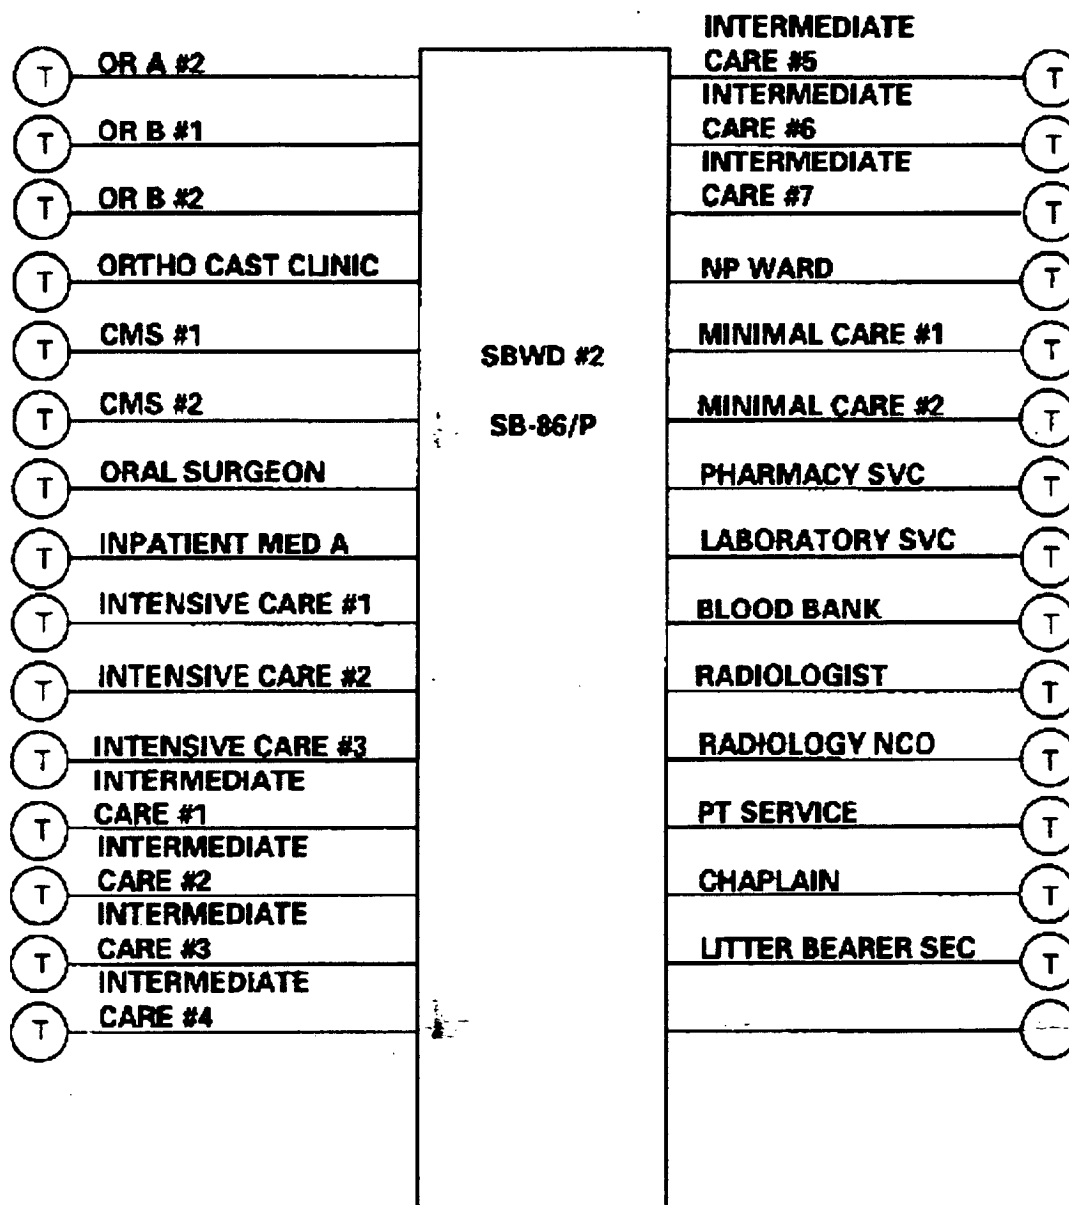 T OR A #2
T OR B #1
T OR B #2
T ORTHO CAST CLINIC
T CMS #1
T CMS #2
T ORAL SURGEON
T INPATIENT MED A
T INTENSIVE CARE #1
T INTENSIVE CARE #2
T INTENSIVE CARE #3
INTERMEDIATE
T CARE #1
INTERMEDIATE
T CARE #2
INTERMEDIATE
T CARE #3
INTERMEDIATE
T CARE #4
SBWD #2
SB-86/P
INTERMEDIATE
CARE #5 T
INTERMEDIATE
CARE #6 T
INTERMEDIATE
CARE #7 T
NP WARD T
MINIMAL CARE #1 T
MINIMAL CARE #2 T
PHARMACY SVC T
LABORATORY SVC T
BLOOD BANK T
RADIOLOGIST T
RADIOLOGY NCO T
PT SERVICE T
CHAPLAIN T
LITTER BEARER SEC T